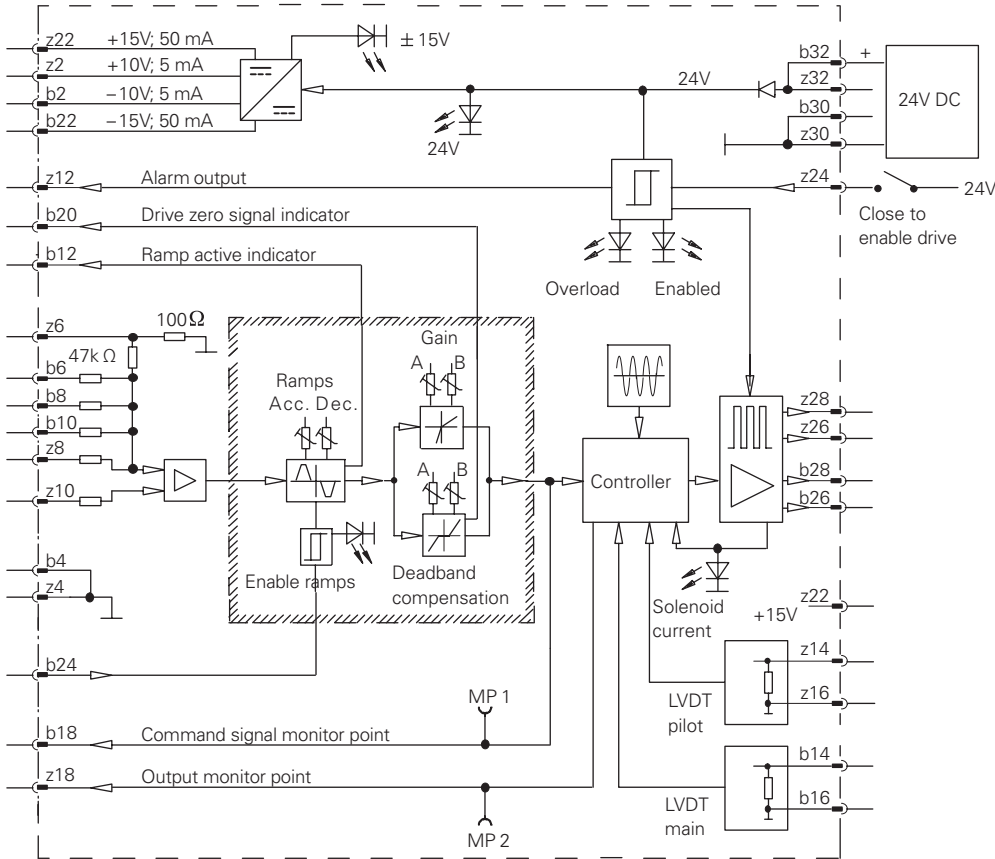 z22 +15V; 50 mA
z2 +10V; 5 mA
b2 –10V; 5 mA
b22 –15V; 50 mA
± 15V
24V
24V
b32 +
z32
b30
z30
24V DC
z12 Alarm output
z24
24V
Close to
enable drive
b20 Drive zero signal indicator
b12 Ramp active indicator
Overload
Enabled
z6
100Ω
47k Ω
b6
b8
b10
z8
z10
Ramps
Acc. Dec.
Gain
A B
A B
Enable ramps
Deadband
compensation
Controller
z28
z26
b28
b26
Solenoid
current
b4
z4
b24
z22
+15V
z14
z16
LVDT
pilot
b14
b16
LVDT
main
MP 1
b18 Command signal monitor point
z18 Output monitor point
MP 2